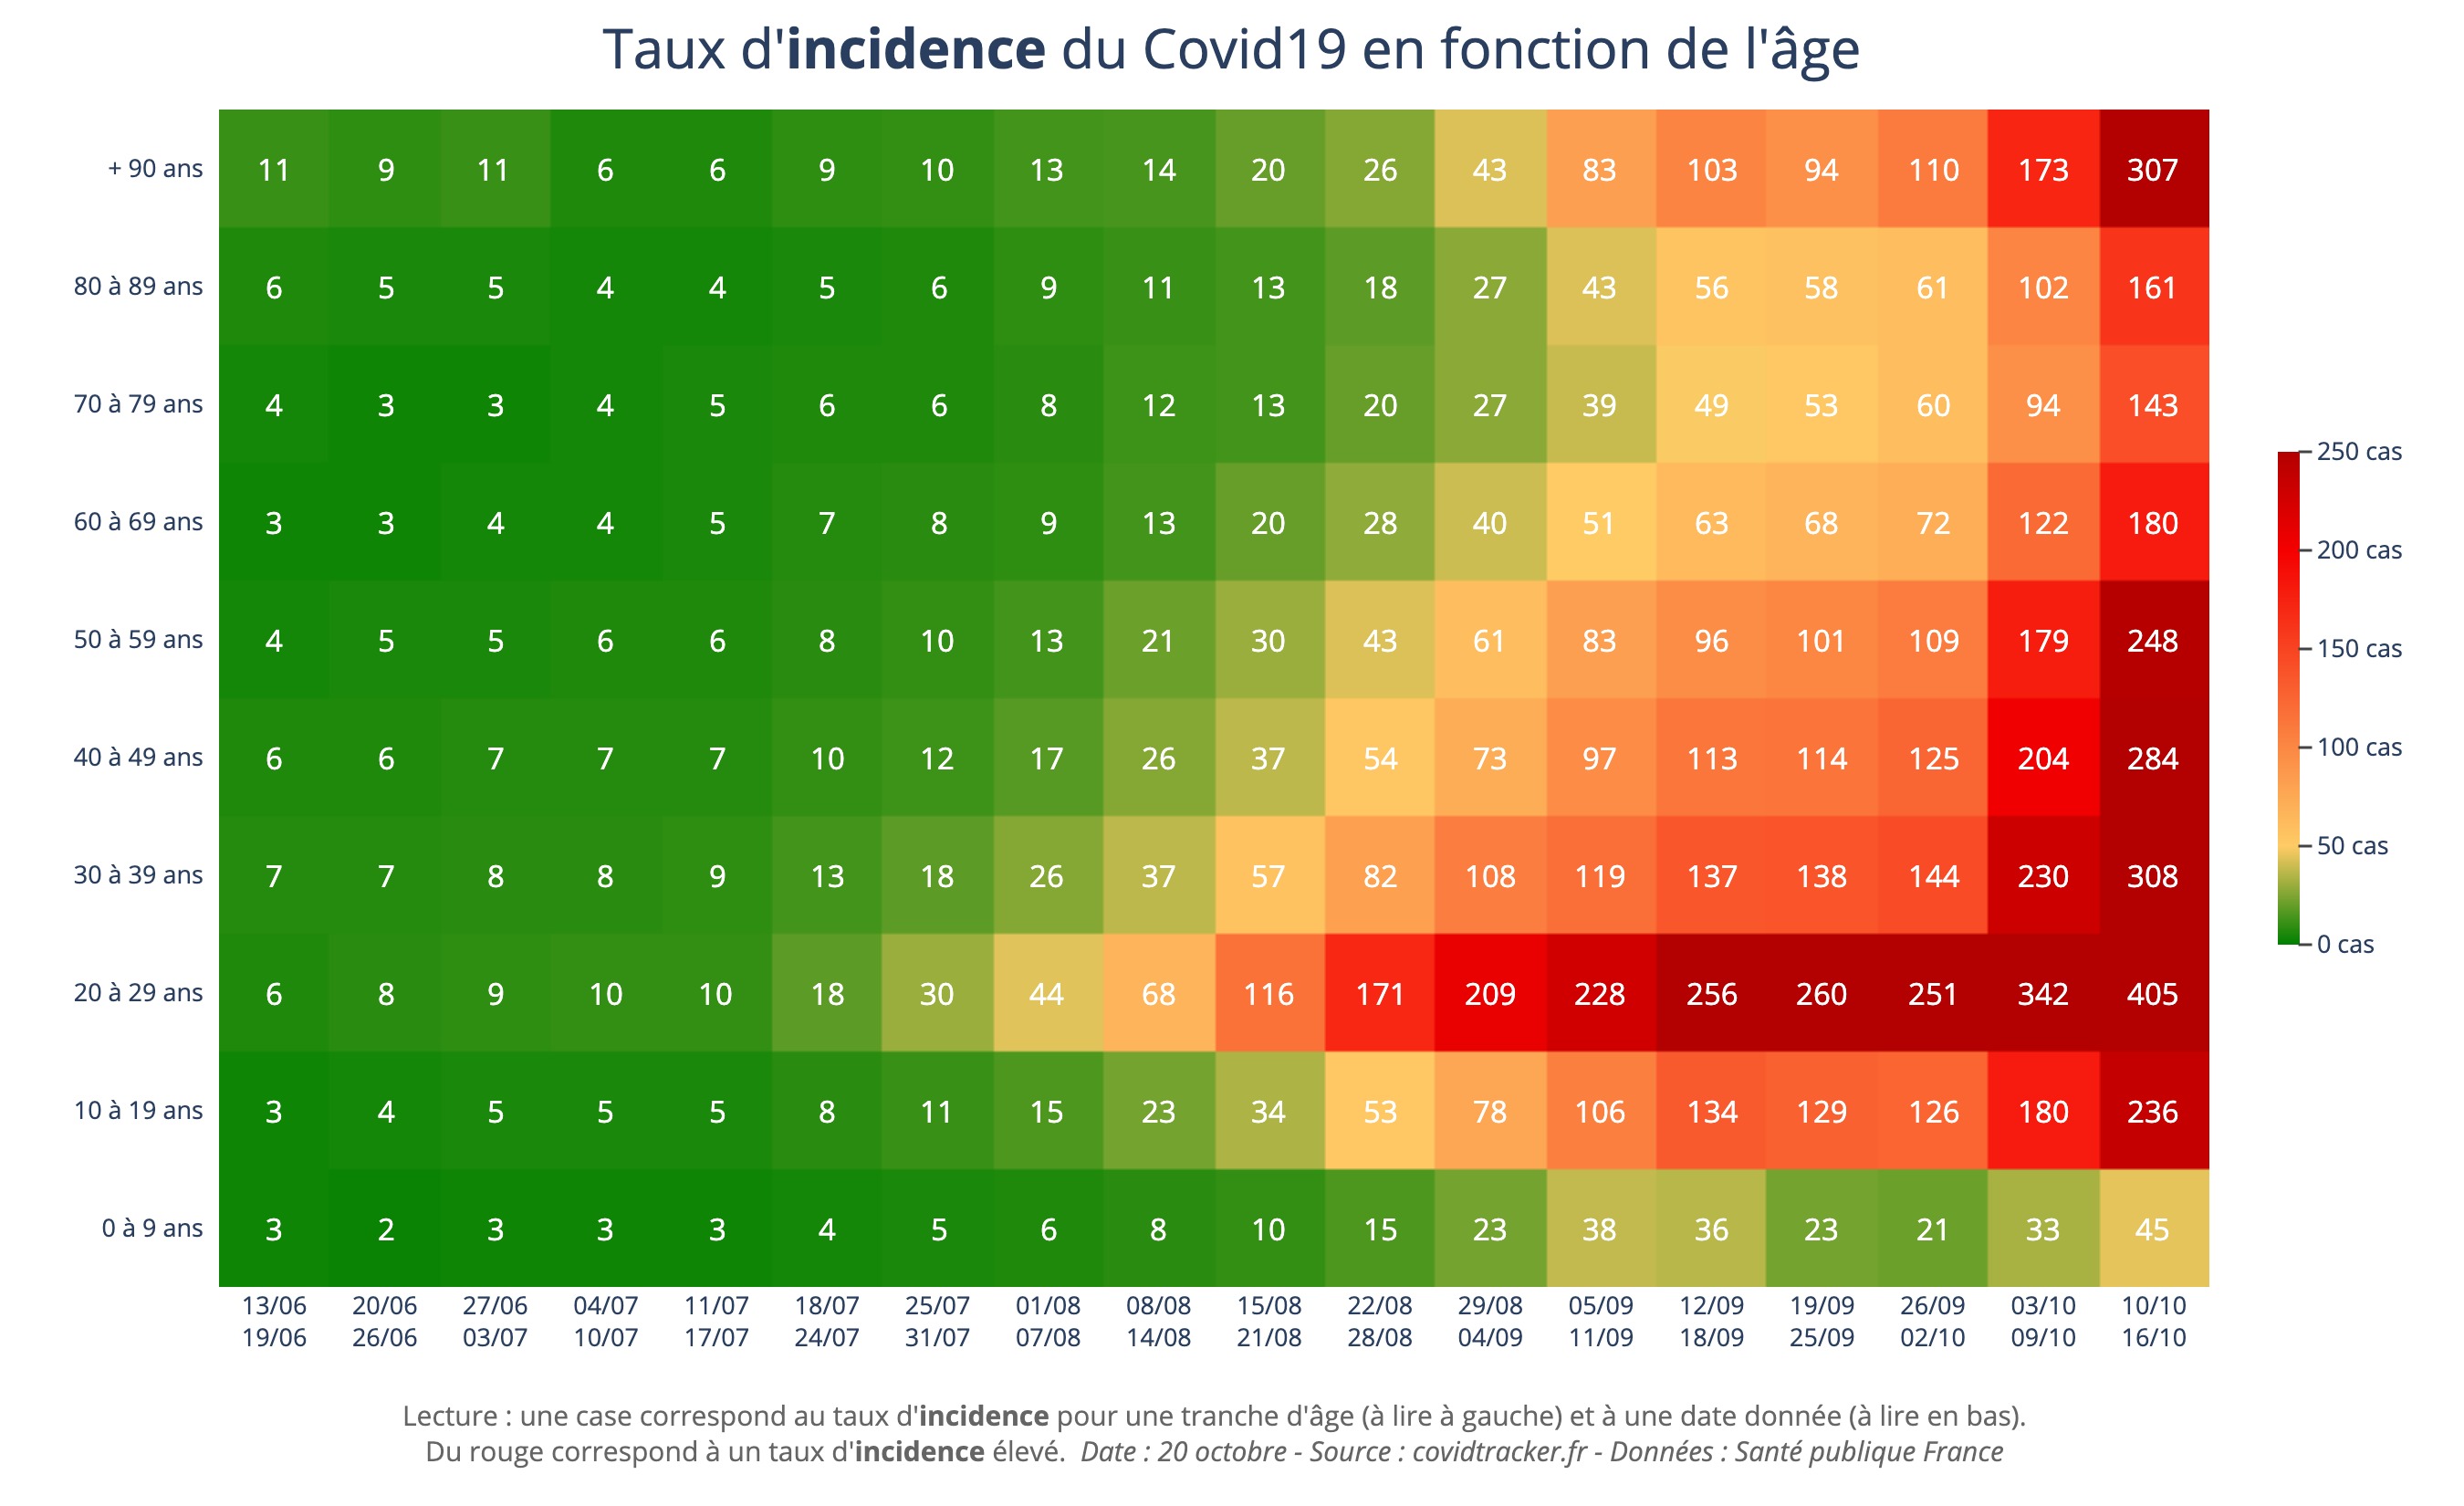 Taux d'incidence du Covid19 en fonction de l'âge
+ 90 ans 11 9 11 6 6 9 10 13 14 20 26 43 83 103 94 110 173 307
80 à 89 ans 6 5 5 4 4 5 6 9 11 13 18 27 43 56 58 61 102 161
70 à 79 ans 4 3 3 4 5 6 6 8 12 13 20 27 39 49 53 60 94 143
60 à 69 ans 3 3 4 4 5 7 8 9 13 20 28 40 51 63 68 72 122 180
50 à 59 ans 4 5 5 6 6 8 10 13 21 30 43 61 83 96 101 109 179 248
40 à 49 ans 6 6 7 7 7 10 12 17 26 37 54 73 97 113 114 125 204 284
30 à 39 ans 7 7 8 8 9 13 18 26 37 57 82 108 119 137 138 144 230 308
20 à 29 ans 6 8 9 10 10 18 30 44 68 116 171 209 228 256 260 251 342 405
10 à 19 ans 3 4 5 5 5 8 11 15 23 34 53 78 106 134 129 126 180 236
0 à 9 ans 3 2 3 3 3 4 5 6 8 10 15 23 38 36 23 21 33 45
13/06 20/06 27/06 04/07 11/07 18/07 25/07 01/08 08/08 15/08 22/08 29/08 05/09 12/09 19/09 26/09 03/10 10/10
19/06 26/06 03/07 10/07 17/07 24/07 31/07 07/08 14/08 21/08 28/08 04/09 11/09 18/09 25/09 02/10 09/10 16/10
250 cas
200 cas
150 cas
100 cas
50 cas
0 cas
Lecture : une case correspond au taux d'incidence pour une tranche d'âge (à lire à gauche) et à une date donnée (à lire en bas).
Du rouge correspond à un taux d'incidence élevé. Date : 20 octobre - Source : covidtracker.fr - Données : Santé publique France